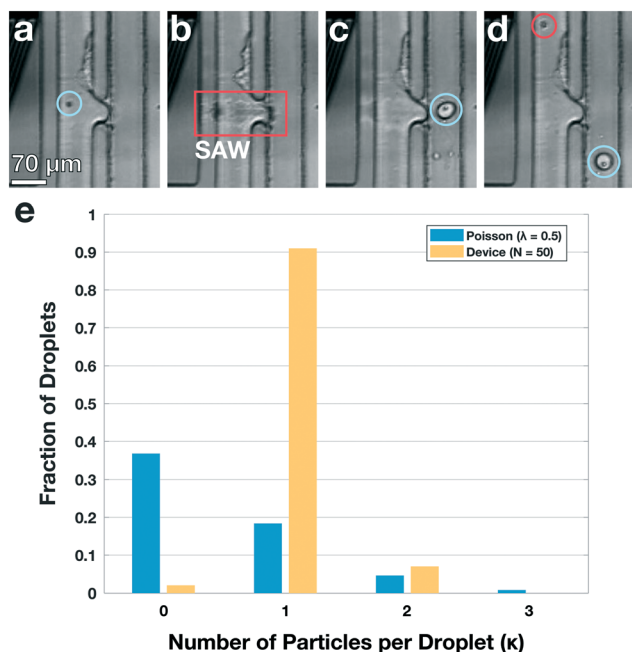 a
b
c
d
70 μm
SAW
e
Fraction of Droplets
1
0.9
0.8
0.7
0.6
0.5
0.4
0.3
0.2
0.1
0
Poisson (λ = 0.5)
Device (N = 50)
0 1 2 3
Number of Particles per Droplet (κ)